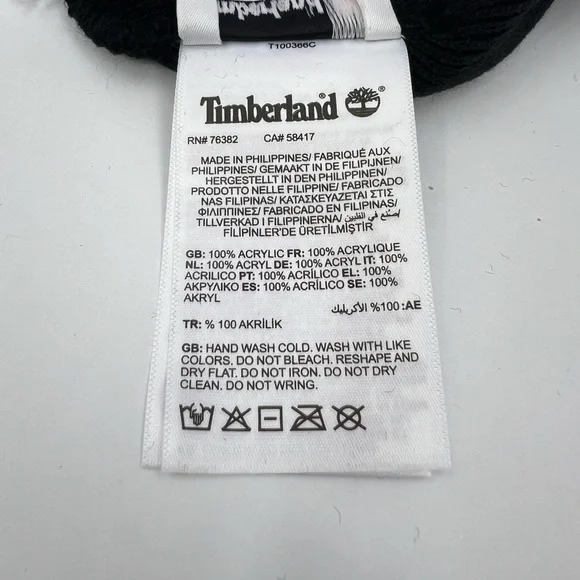 T100366C
Timberland
RN# 76382 CA# 58417
MADE IN PHILIPPINES/ FABRIQUÉ AUX
PHILIPPINES/ GEMAAKT IN DE FILIPIJNEN/
HERGESTELLT IN DEN PHILIPPINEN/
PRODOTTO NELLE FILIPPINE/ FABRICADO
NAS FILIPINAS/ ΚΑΤΑΣΚΕΥΑΖΕΤΑΙ ΣΤΙΣ
ΦΙΛΙΠΠΙΝΕΣ/ FABRICADO EN FILIPINAS/
TILLVERKAD I FILIPPINERNA/ صنع في الفلبين/
FİLİPİNLER'DE ÜRETİLMİŞTİR
GB: 100% ACRYLIC FR: 100% ACRYLIQUE
NL: 100% ACRYL DE: 100% ACRYL IT: 100%
ACRILICO PT: 100% ACRÍLICO EL: 100%
ΑΚΡΥΛΙΚΟ ES: 100% ACRÍLICO SE: 100%
AKRYL
AE: 100% الأكريليك
TR: % 100 AKRİLİK
GB: HAND WASH COLD. WASH WITH LIKE
COLORS. DO NOT BLEACH. RESHAPE AND
DRY FLAT. DO NOT IRON. DO NOT DRY
CLEAN. DO NOT WRING.